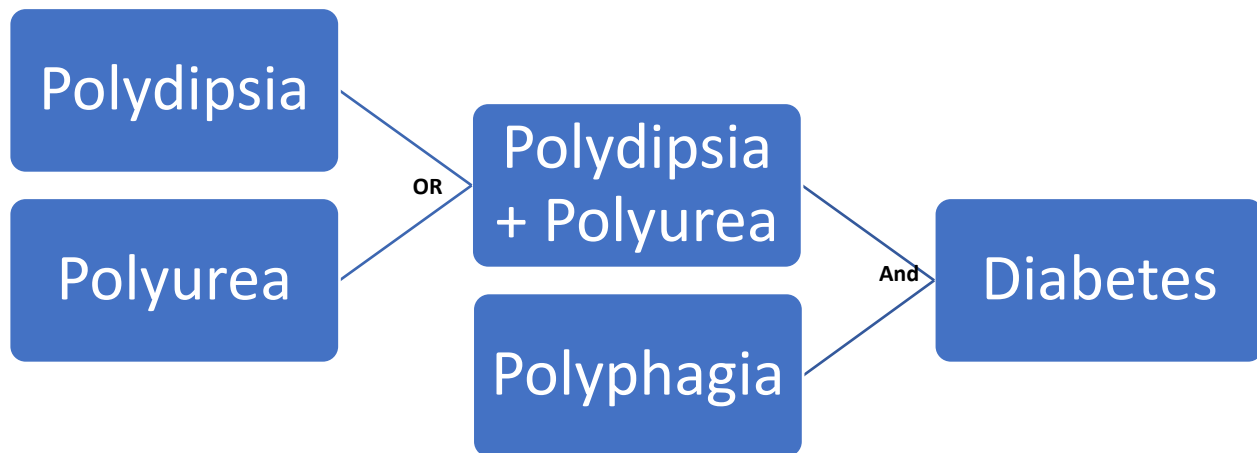 Polydipsia
Polyurea
OR
Polydipsia
+ Polyurea
Polyphagia
And
Diabetes